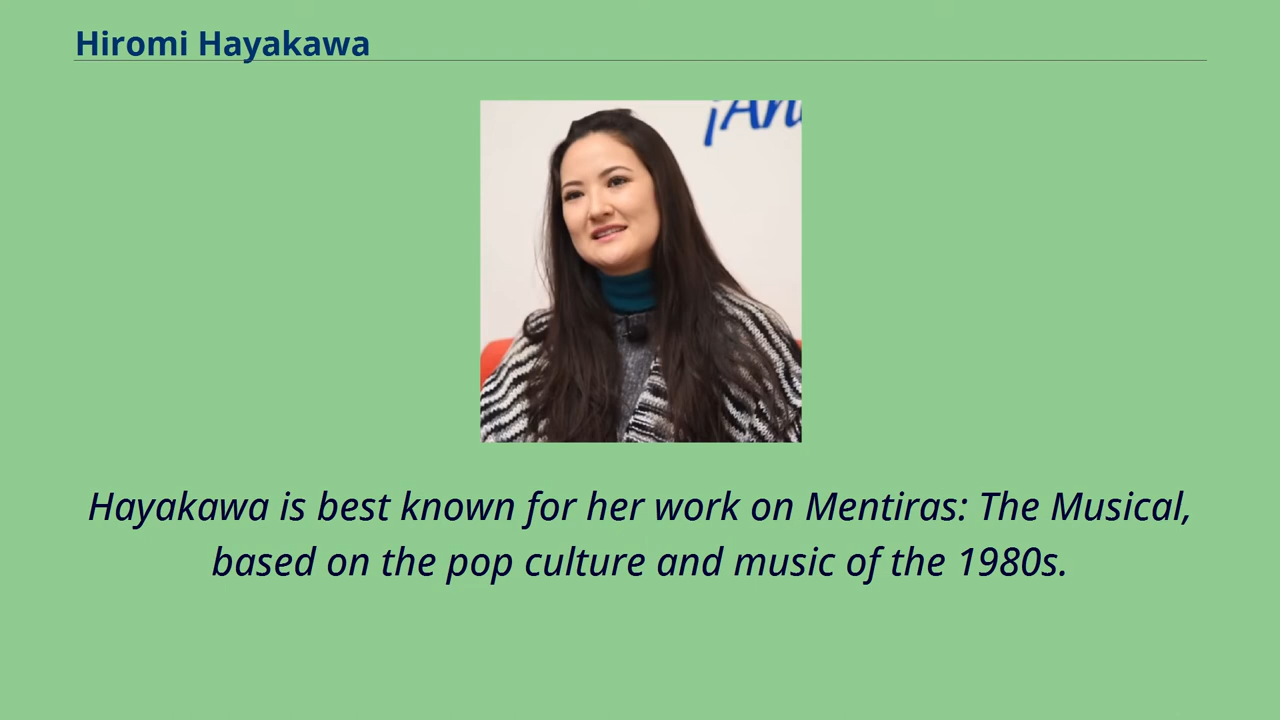 Hiromi Hayakawa
¡An
Hayakawa is best known for her work on Mentiras: The Musical,
based on the pop culture and music of the 1980s.